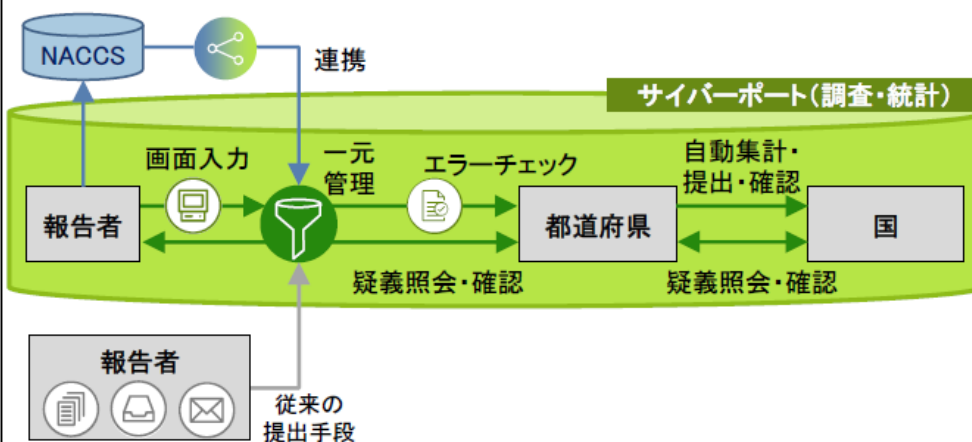 NACCS
連携
サイバーポート(調査・統計)
画面入力
一元
管理
エラーチェック
自動集計・
提出・確認
報告者
都道府県
国
疑義照会・確認
疑義照会・確認
報告者
従来の
提出手段